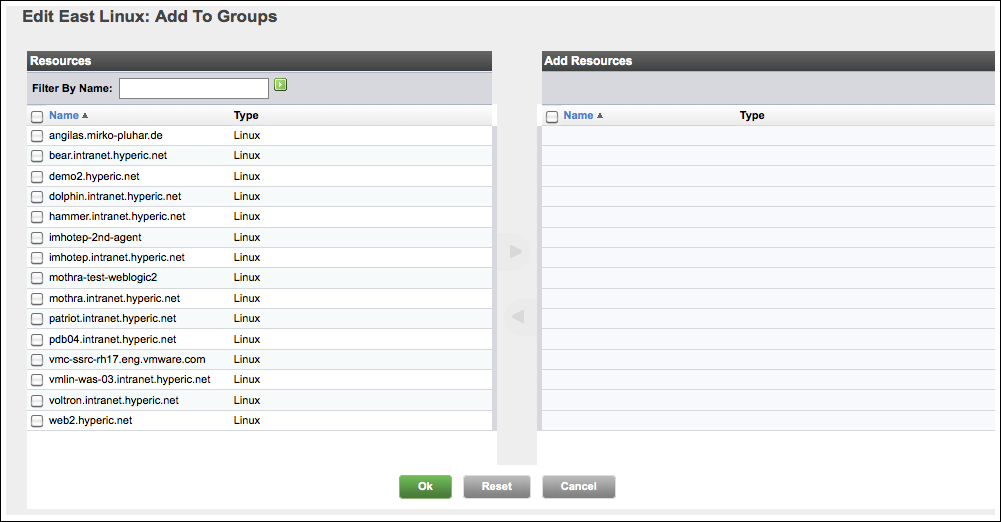 Edit East Linux: Add To Groups
Resources
Filter By Name:
Name Type
angilas.mirko-pluhar.de Linux
bear.intranet.hyperic.net Linux
demo2.hyperic.net Linux
dolphin.intranet.hyperic.net Linux
hammer.intranet.hyperic.net Linux
imhotep-2nd-agent Linux
imhotep.intranet.hyperic.net Linux
mothra-test-weblogic2 Linux
mothra.intranet.hyperic.net Linux
patriot.intranet.hyperic.net Linux
pdb04.intranet.hyperic.net Linux
vmc-ssrc-rh17.eng.vmware.com Linux
vmlin-was-03.intranet.hyperic.net Linux
voltron.intranet.hyperic.net Linux
web2.hyperic.net Linux
Add Resources
Name Type
Ok Reset Cancel